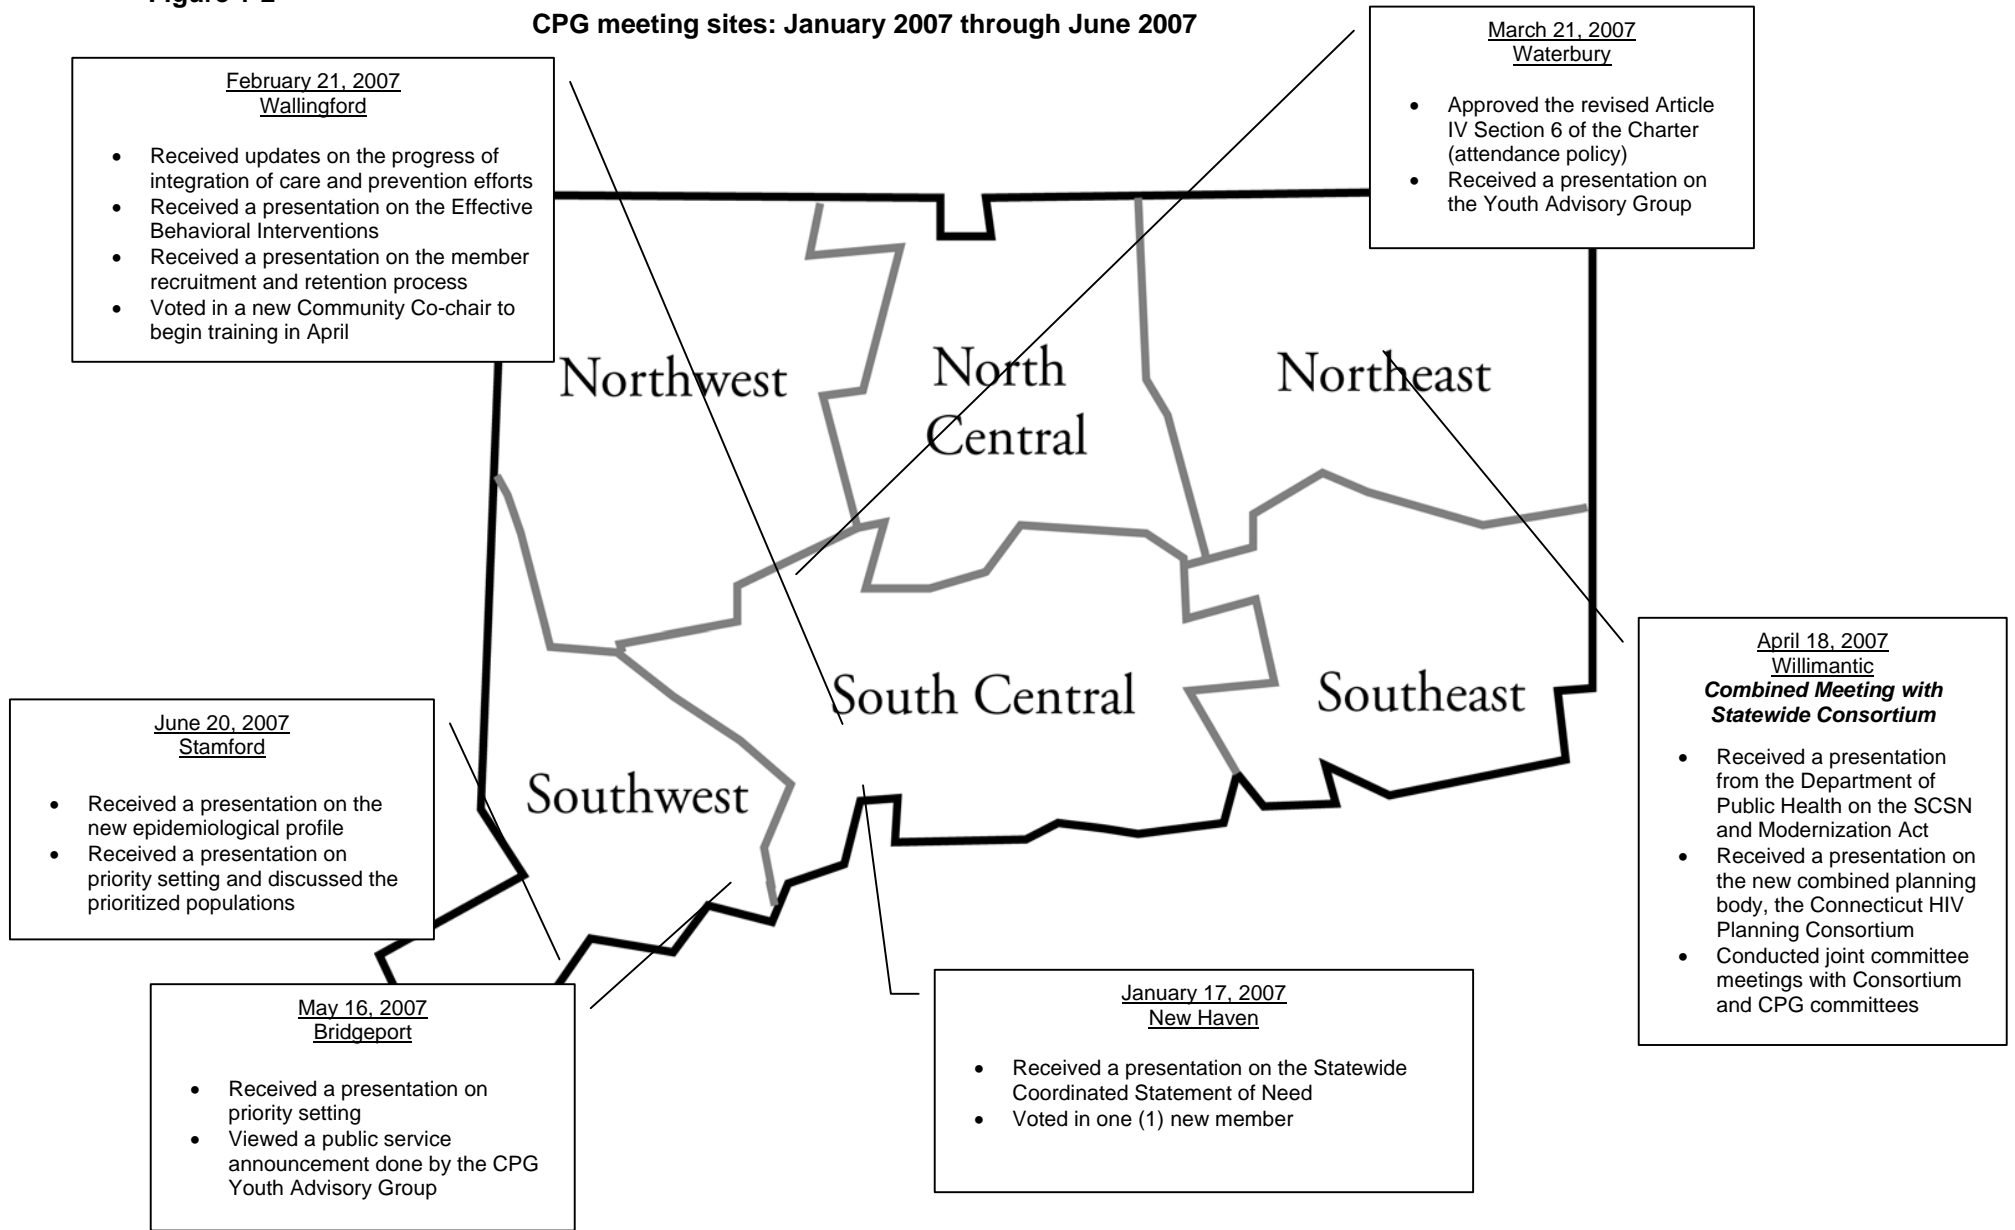 CPG meeting sites: January 2007 through June 2007
February 21, 2007
Wallingford
• Received updates on the progress of
integration of care and prevention efforts
• Received a presentation on the Effective
Behavioral Interventions
• Received a presentation on the member
recruitment and retention process
• Voted in a new Community Co-chair to
begin training in April
March 21, 2007
Waterbury
• Approved the revised Article
IV Section 6 of the Charter
(attendance policy)
• Received a presentation on
the Youth Advisory Group
Northwest
North
Central
Northeast
South Central
Southeast
Southwest
June 20, 2007
Stamford
• Received a presentation on the
new epidemiological profile
• Received a presentation on
priority setting and discussed the
prioritized populations
April 18, 2007
Willimantic
Combined Meeting with
Statewide Consortium
• Received a presentation
from the Department of
Public Health on the SCSN
and Modernization Act
• Received a presentation on
the new combined planning
body, the Connecticut HIV
Planning Consortium
• Conducted joint committee
meetings with Consortium
and CPG committees
May 16, 2007
Bridgeport
• Received a presentation on
priority setting
• Viewed a public service
announcement done by the CPG
Youth Advisory Group
January 17, 2007
New Haven
• Received a presentation on the Statewide
Coordinated Statement of Need
• Voted in one (1) new member